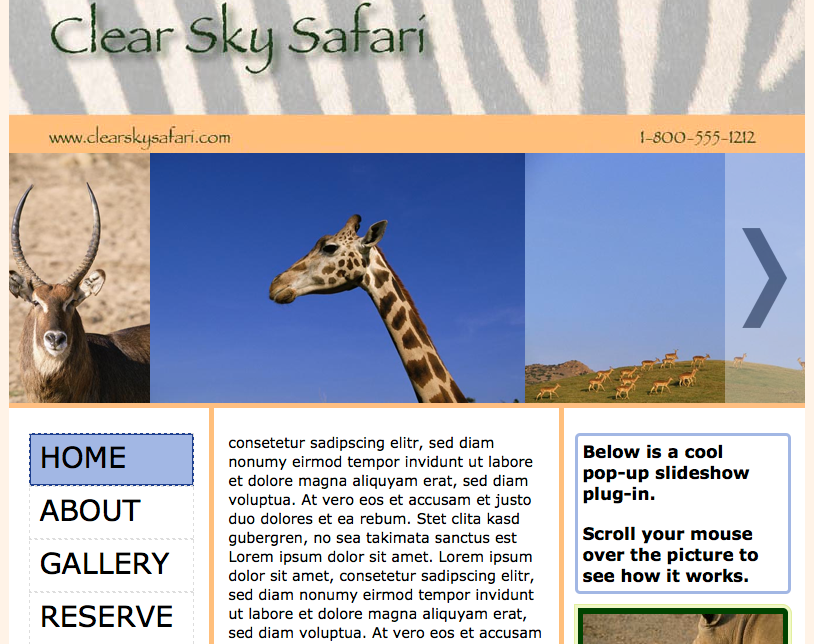 Clear Sky Safari
www.clearskysafari.com
1-800-555-1212
HOME
ABOUT
GALLERY
RESERVE
consetetur sadipscing elitr, sed diam
nonumy eirmod tempor invidunt ut labore
et dolore magna aliquyam erat, sed diam
voluptua. At vero eos et accusam et justo
duo dolores et ea rebum. Stet clita kasd
gubergren, no sea takimata sanctus est
Lorem ipsum dolor sit amet. Lorem ipsum
dolor sit amet, consetetur sadipscing elitr,
sed diam nonumy eirmod tempor invidunt
ut labore et dolore magna aliquyam erat,
sed diam voluptua. At vero eos et accusam
Below is a cool
pop-up slideshow
plug-in.
Scroll your mouse
over the picture to
see how it works.